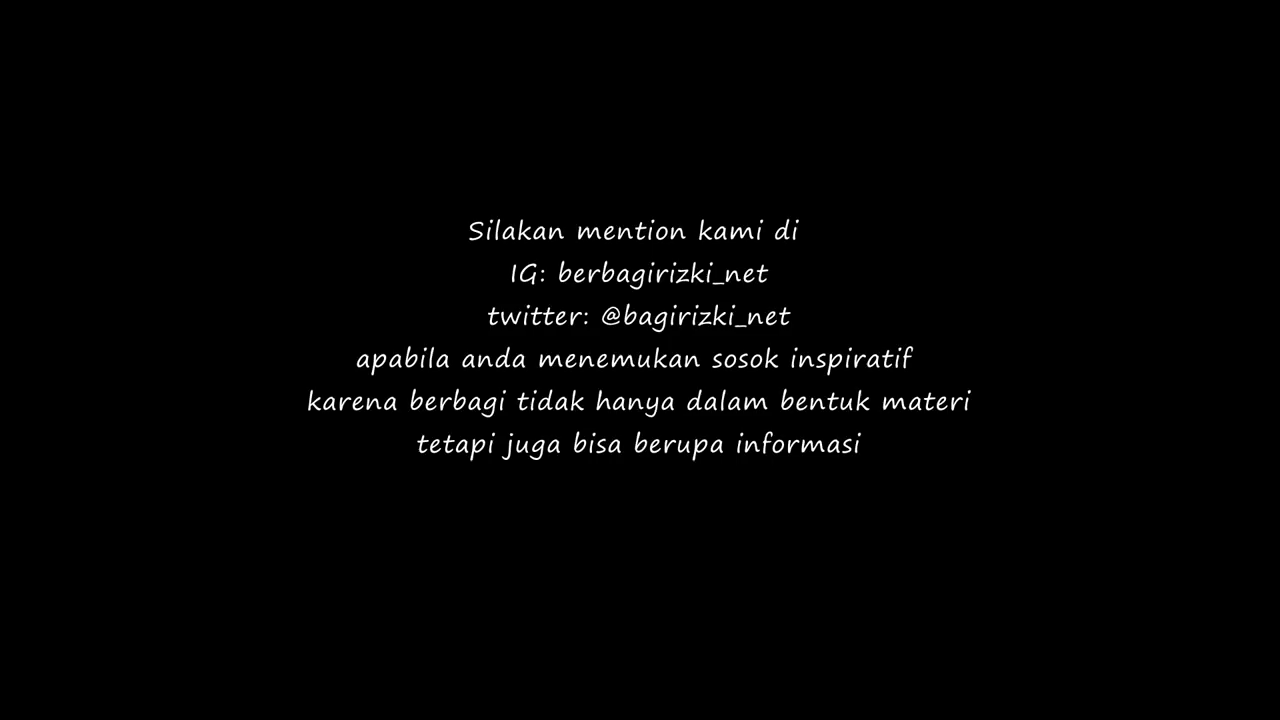 Silakan mention kami di
IG: berbagirizki_net
twitter: @bagirizki_net
apabila anda menemukan sosok inspiratif
karena berbagi tidak hanya dalam bentuk materi
tetapi juga bisa berupa informasi